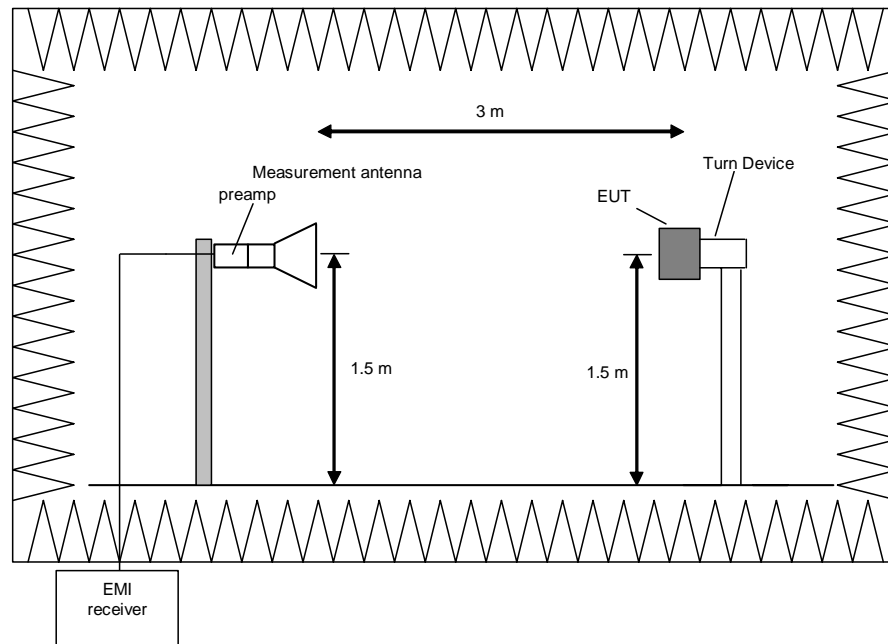 3 m
Measurement antenna
preamp
Turn Device
EUT
1.5 m
1.5 m
EMI
receiver